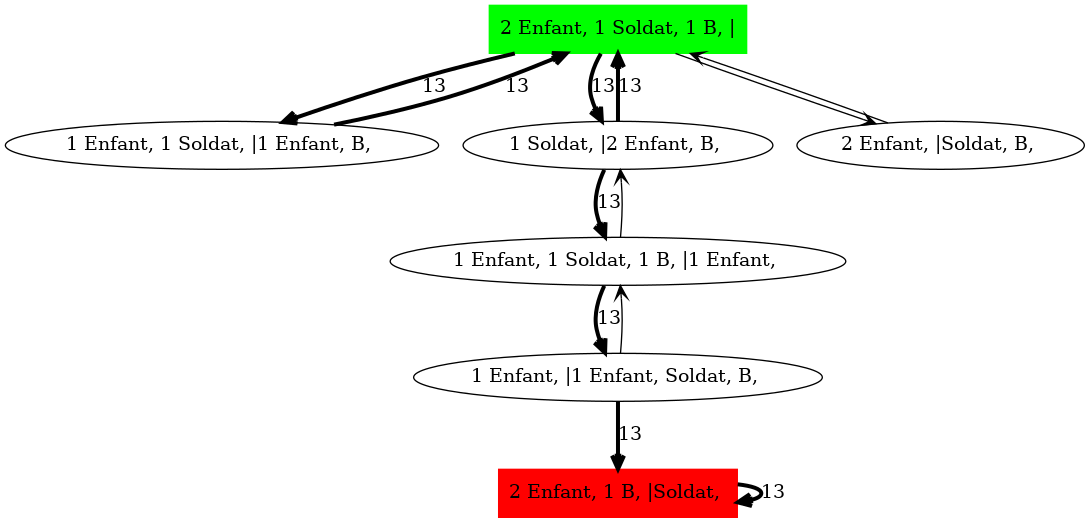 2 Enfant, 1 Soldat, 1 B, |
13
13
13
13
1 Enfant, 1 Soldat, |1 Enfant, B,
1 Soldat, |2 Enfant, B,
2 Enfant, |Soldat, B,
13
1 Enfant, 1 Soldat, 1 B, |1 Enfant,
13
1 Enfant, |1 Enfant, Soldat, B,
13
2 Enfant, 1 B, |Soldat,
13